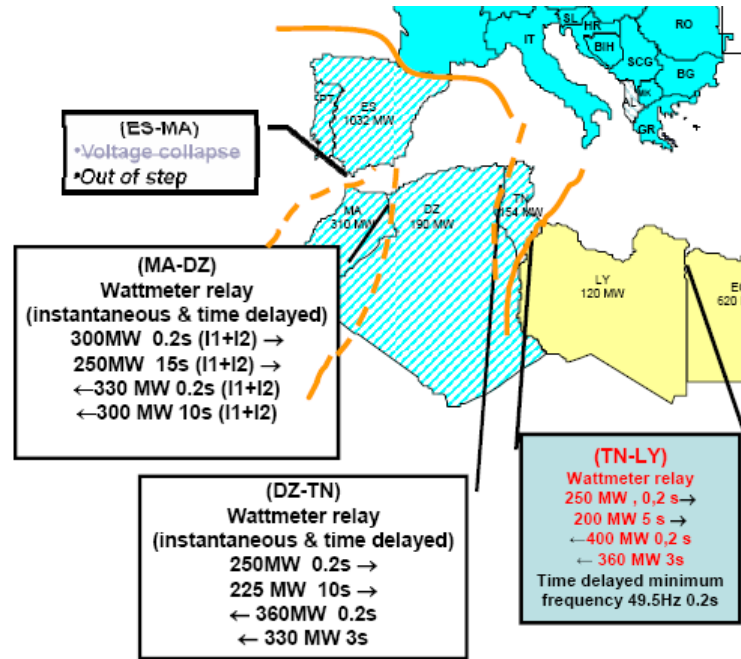 SL
HR
RO
IT
BIH
SCG
BG
MK
AL
GR
PT
ES
1032 MW
(ES-MA)
•Voltage collapse
•Out of step
MA
310 MW
DZ
190 MW
TN
154 MW
LY
120 MW
620
(MA-DZ)
Wattmeter relay
(instantaneous & time delayed)
300MW 0.2s (I1+I2) →
250MW 15s (I1+I2) →
←330 MW 0.2s (I1+I2)
←300 MW 10s (I1+I2)
(DZ-TN)
Wattmeter relay
(instantaneous & time delayed)
250MW 0.2s →
225 MW 10s →
← 360MW 0.2s
← 330 MW 3s
(TN-LY)
Wattmeter relay
250 MW , 0,2 s→
200 MW 5 s→
←400 MW 0,2 s
← 360 MW 3s
Time delayed minimum
frequency 49.5Hz 0.2s